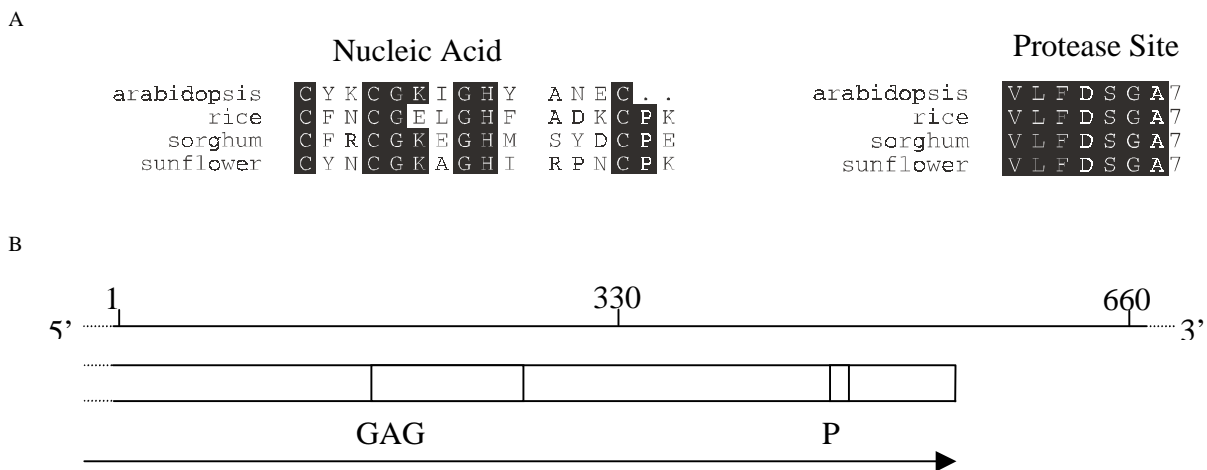 A
Nucleic Acid
arabidopsis C Y K C G K I G H Y A N E C . .
rice C F N C G E L G H F A D K C P K
sorghum C F R C G K E G H M S Y D C P E
sunflower C Y N C G K A G H I R P N C P K
Protease Site
arabidopsis V L F D S G A 7
rice V L F D S G A 7
sorghum V L F D S G A 7
sunflower V L F D S G A 7
B
1 330 660
5’ 3’
GAG P